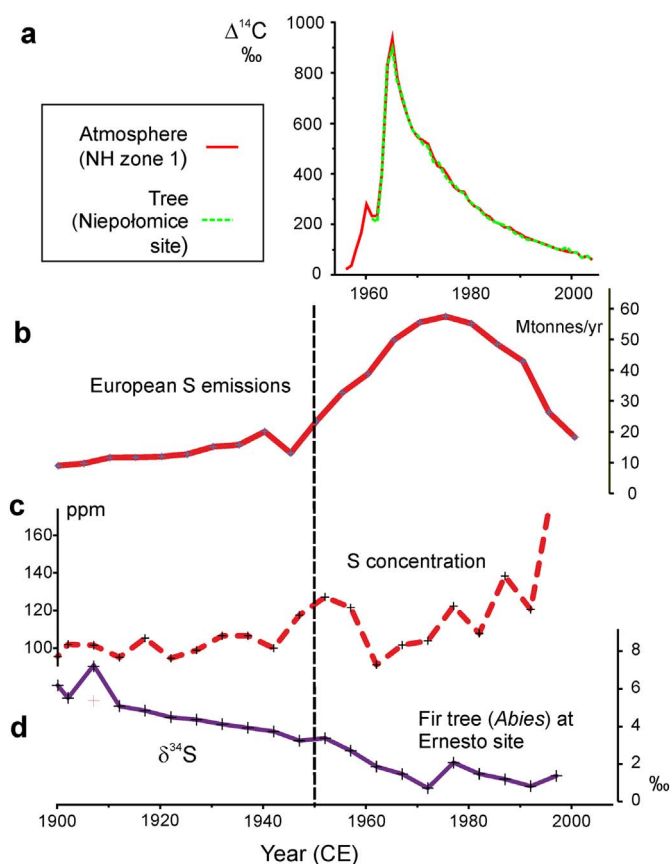 a
Δ¹⁴C
‰
1000
800
600
400
200
0
1960
1980
2000
Atmosphere
(NH zone 1)
Tree
(Niepołomice
site)
b
European S emissions
Mtonnes/yr
60
50
40
30
20
10
0
c
ppm
160
140
120
100
S concentration
d
δ³⁴S
Fir tree (Abies) at
Ernesto site
8
6
4
2
0
‰
1900
1920
1940
1960
1980
2000
Year (CE)